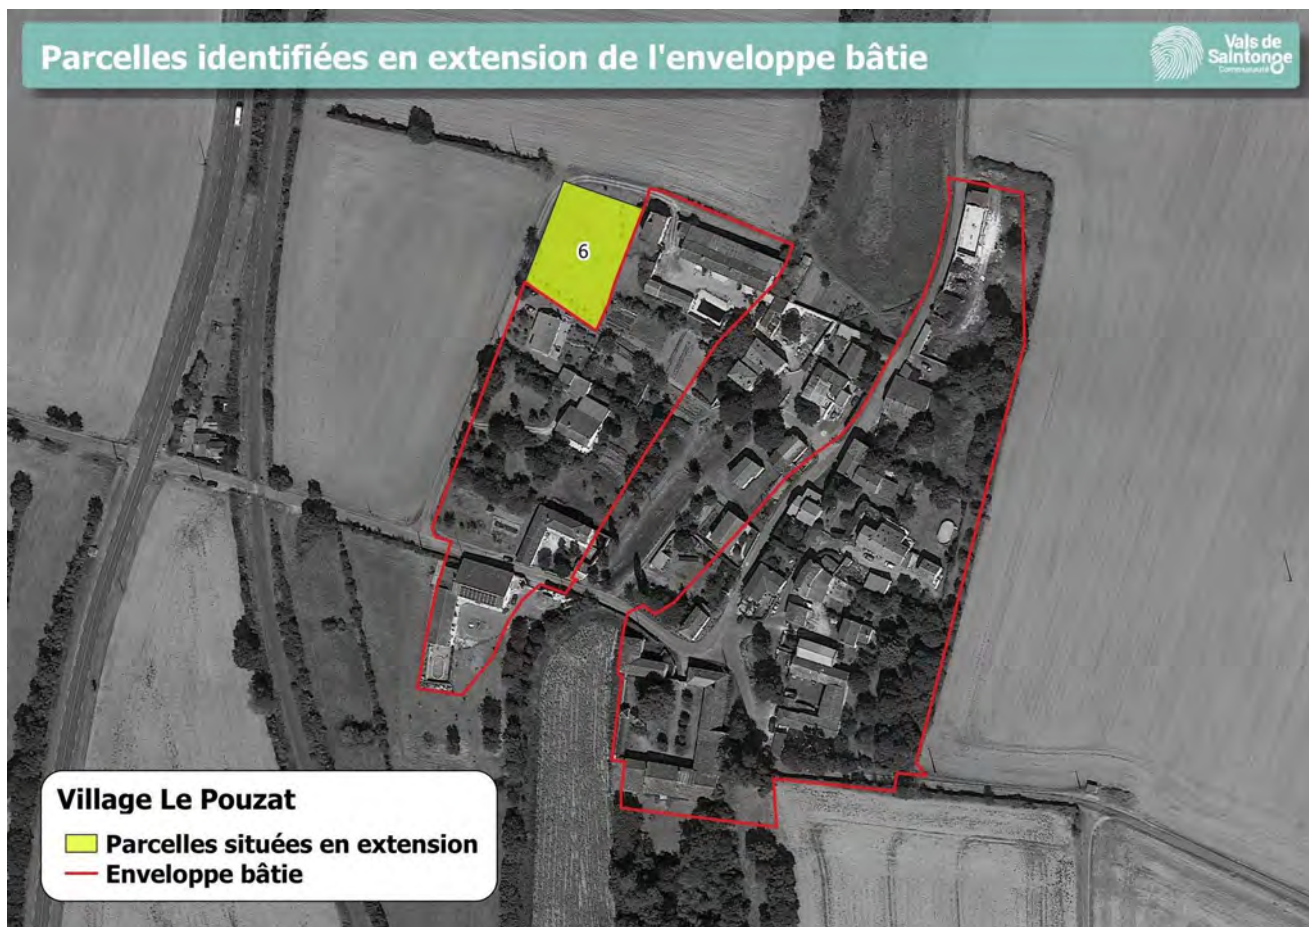 Parcelles identifiées en extension de l'enveloppe bâtie
Vals de
Saintonge
Communauté
6
Village Le Pouzat
Parcelles situées en extension
Enveloppe bâtie